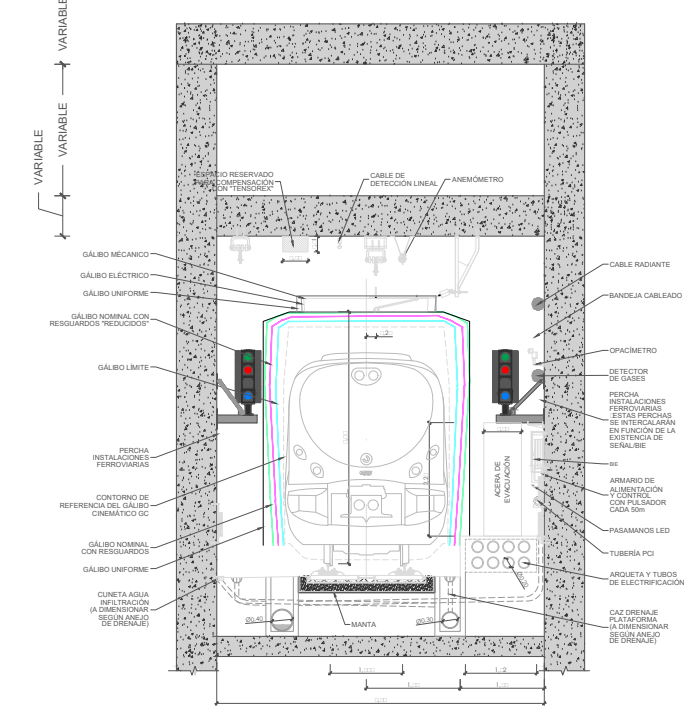 VARIABLE
VARIABLE
VARIABLE
ESPACIO RESERVADO
PARA COMPENSACIÓN
CON "TENSOREX"
CABLE DE
DETECCIÓN LINEAL
ANEMÓMETRO
GÁLIBO MÉCANICO
GÁLIBO ELÉCTRICO
GÁLIBO UNIFORME
GÁLIBO NOMINAL CON
RESGUARDOS "REDUCIDOS"
GÁLIBO LÍMITE
PERCHA
INSTALACIONES
FERROVIARIAS
CONTORNO DE
REFERENCIA DEL GÁLIBO
CINEMÁTICO GC
GÁLIBO NOMINAL
CON RESGUARDOS
GÁLIBO UNIFORME
CUNETA AGUA
INFILTRACIÓN
(A DIMENSIONAR
SEGÚN ANEJO
DE DRENAJE)
CABLE RADIANTE
BANDEJA CABLEADO
OPACÍMETRO
DETECTOR
DE GASES
PERCHA
INSTALACIONES
FERROVIARIAS
ESTAS PERCHAS
SE INTERCALARÁN
EN FUNCIÓN DE LA
EXISTENCIA DE
SEÑAL/BIE
BIE
ARMARIO DE
ALIMENTACIÓN
Y CONTROL
CON PULSADOR
CADA 50m
PASAMANOS LED
TUBERÍA PCI
ARQUETA Y TUBOS
DE ELECTRIFICACIÓN
CAZ DRENAJE
PLATAFORMA
(A DIMENSIONAR
SEGÚN ANEJO
DE DRENAJE)
ACERA DE
EVACUACIÓN
MANTA
Ø0.40
Ø0.30